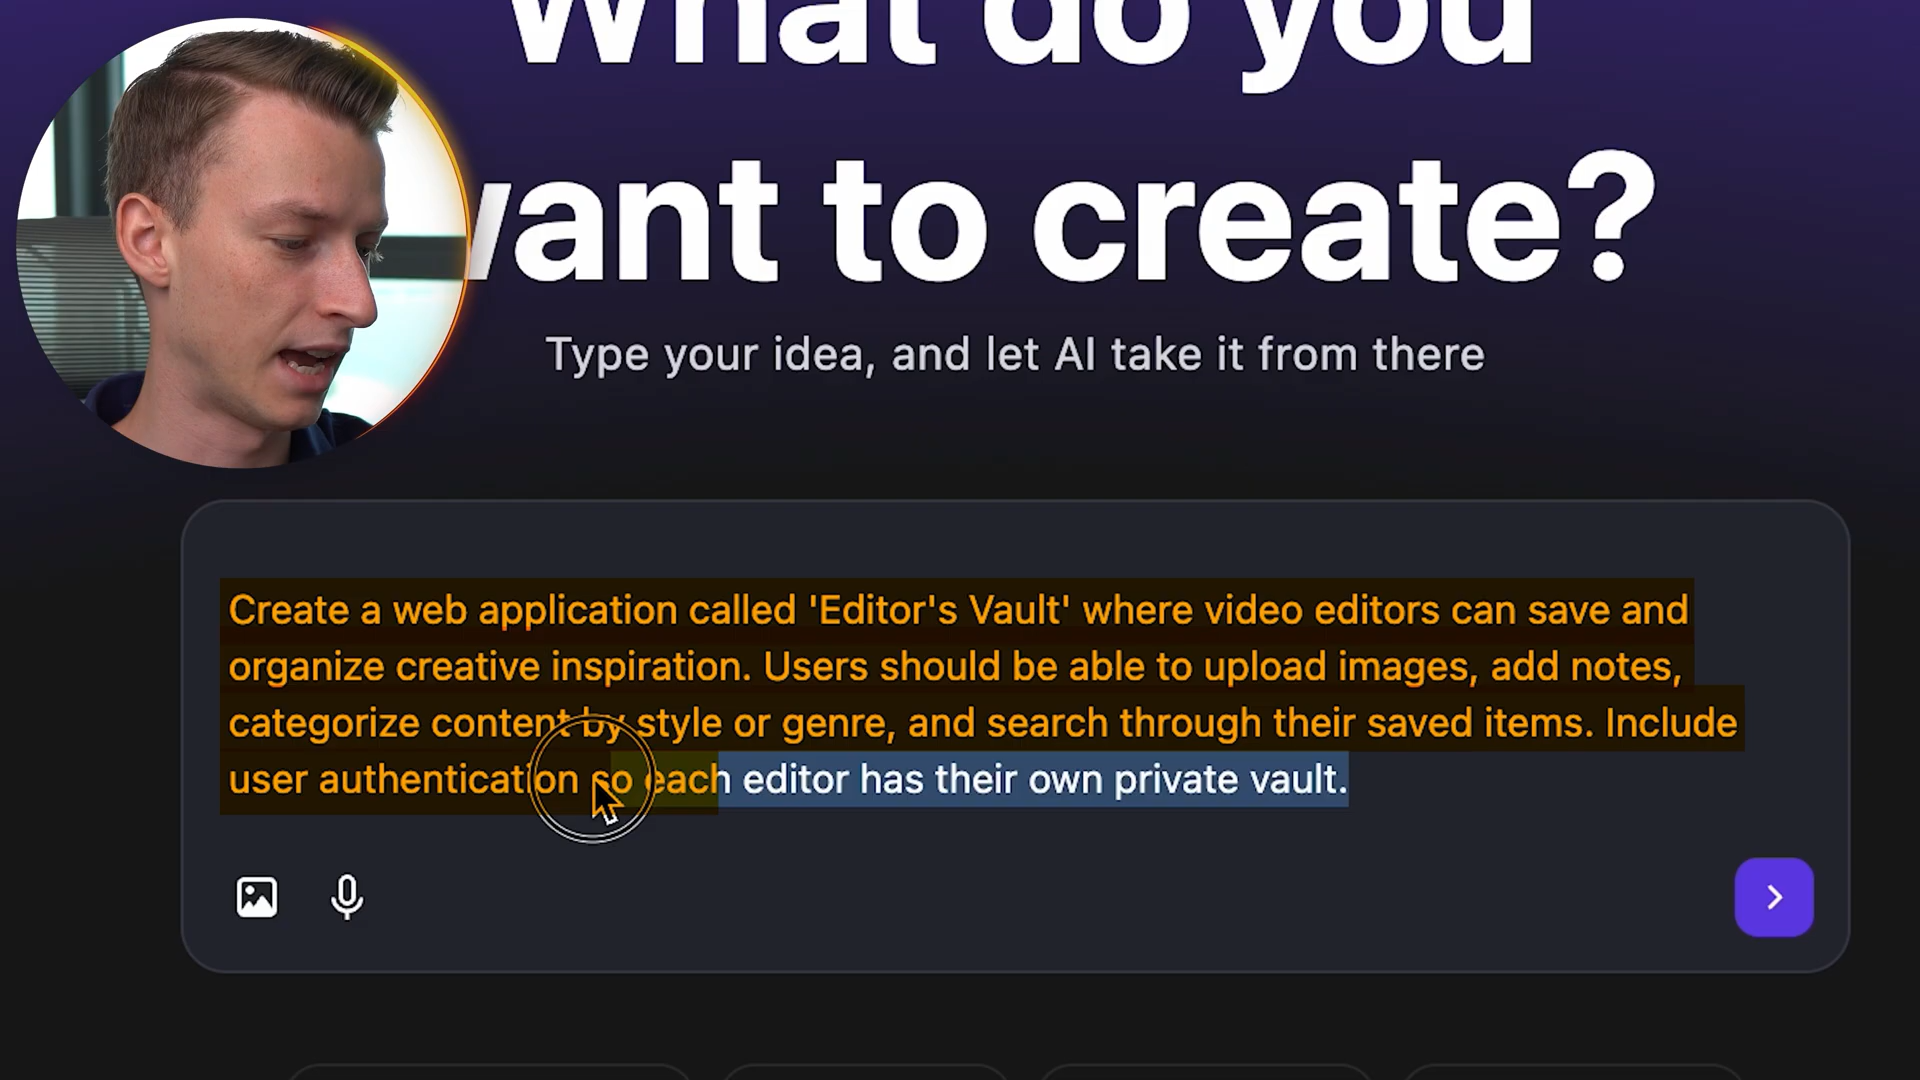 What do you
want to create?
Type your idea, and let AI take it from there
Create a web application called 'Editor's Vault' where video editors can save and
organize creative inspiration. Users should be able to upload images, add notes,
categorize content by style or genre, and search through their saved items. Include
user authentication so each editor has their own private vault.